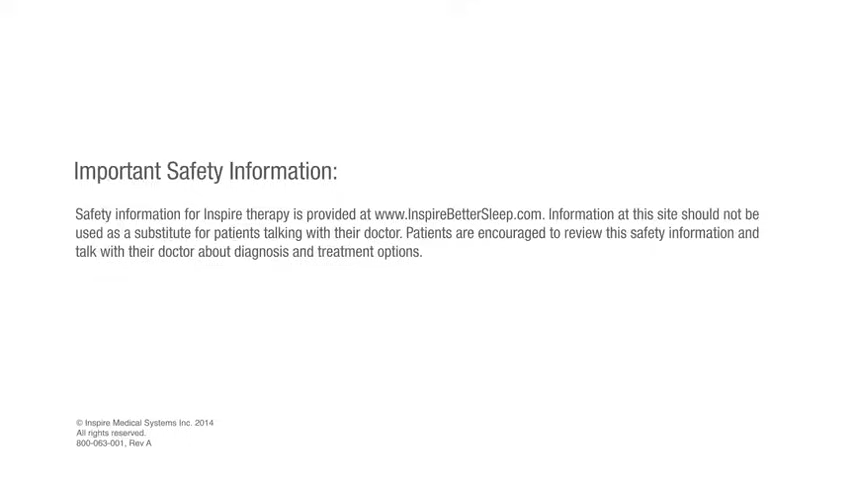 Important Safety Information:
Safety information for Inspire therapy is provided at www.InspireBetterSleep.com. Information at this site should not be
used as a substitute for patients talking with their doctor. Patients are encouraged to review this safety information and
talk with their doctor about diagnosis and treatment options.
© Inspire Medical Systems Inc. 2014
All rights reserved.
800-063-001, Rev A